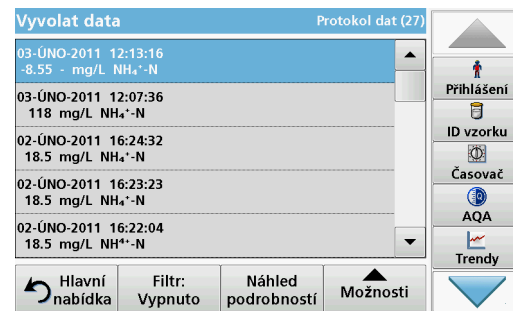 Vyvolat data
Protokol dat (27)
03-ÚNO-2011 12:13:16
-8.55 - mg/L NH₄⁺-N
03-ÚNO-2011 12:07:36
118 mg/L NH₄⁺-N
02-ÚNO-2011 16:24:32
18.5 mg/L NH₄⁺-N
02-ÚNO-2011 16:23:23
18.5 mg/L NH₄⁺-N
02-ÚNO-2011 16:22:04
18.5 mg/L NH⁴⁺-N
Přihlášení
ID vzorku
Časovač
AQA
Trendy
Hlavní
nabídka
Filtr:
Vypnuto
Náhled
podrobností
Možnosti